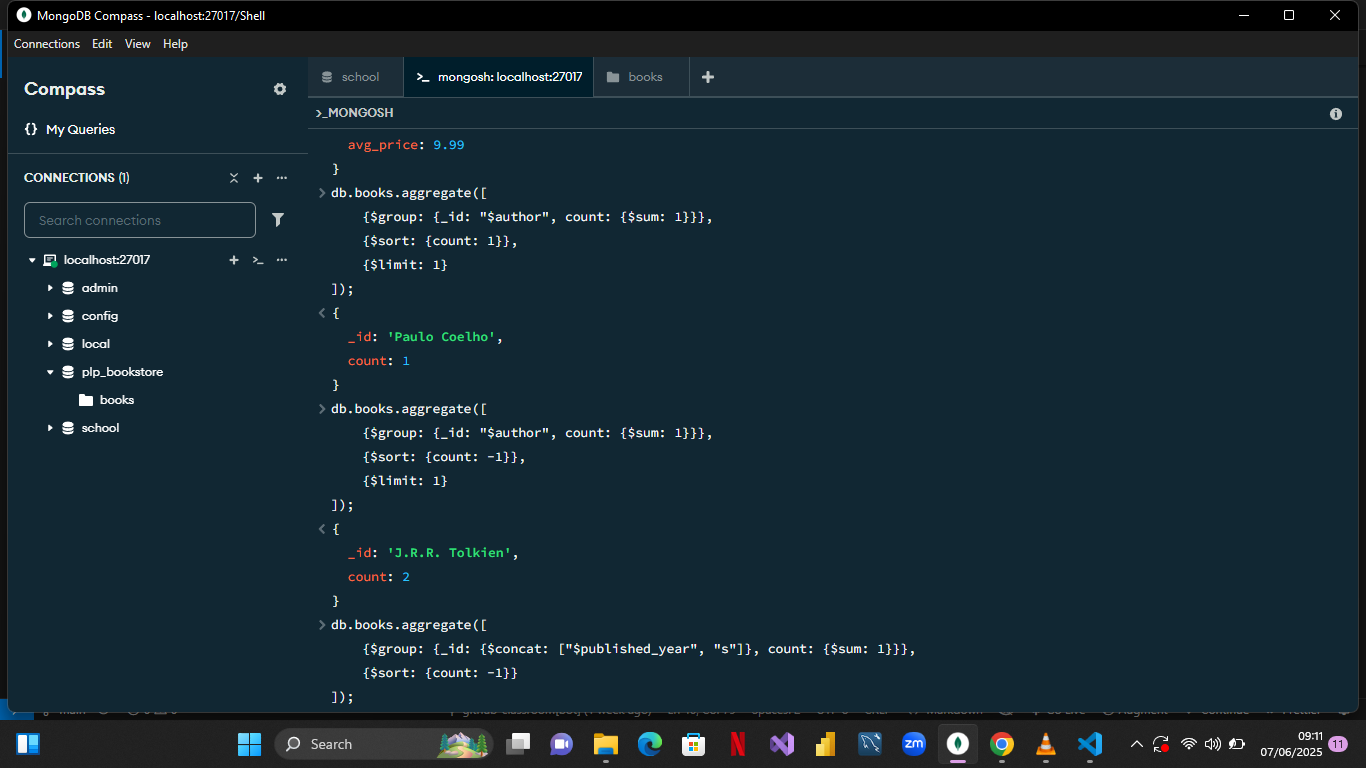 MongoDB Compass - localhost:27017/Shell
Connections Edit View Help
Compass
{} My Queries
CONNECTIONS (1)
Search connections
localhost:27017
admin
config
local
plp_bookstore
books
school
school
>_ mongosh: localhost:27017
books
>_MONGOSH
avg_price: 9.99
}
> db.books.aggregate([
{$group: {_id: "$author", count: {$sum: 1}}},
{$sort: {count: 1}},
{$limit: 1}
]);
< {
_id: 'Paulo Coelho',
count: 1
}
> db.books.aggregate([
{$group: {_id: "$author", count: {$sum: 1}}},
{$sort: {count: -1}},
{$limit: 1}
]);
< {
_id: 'J.R.R. Tolkien',
count: 2
}
> db.books.aggregate([
{$group: {_id: {$concat: ["$published_year", "s"]}, count: {$sum: 1}}},
{$sort: {count: -1}}
]);
Search
zm
09:11
07/06/2025
11